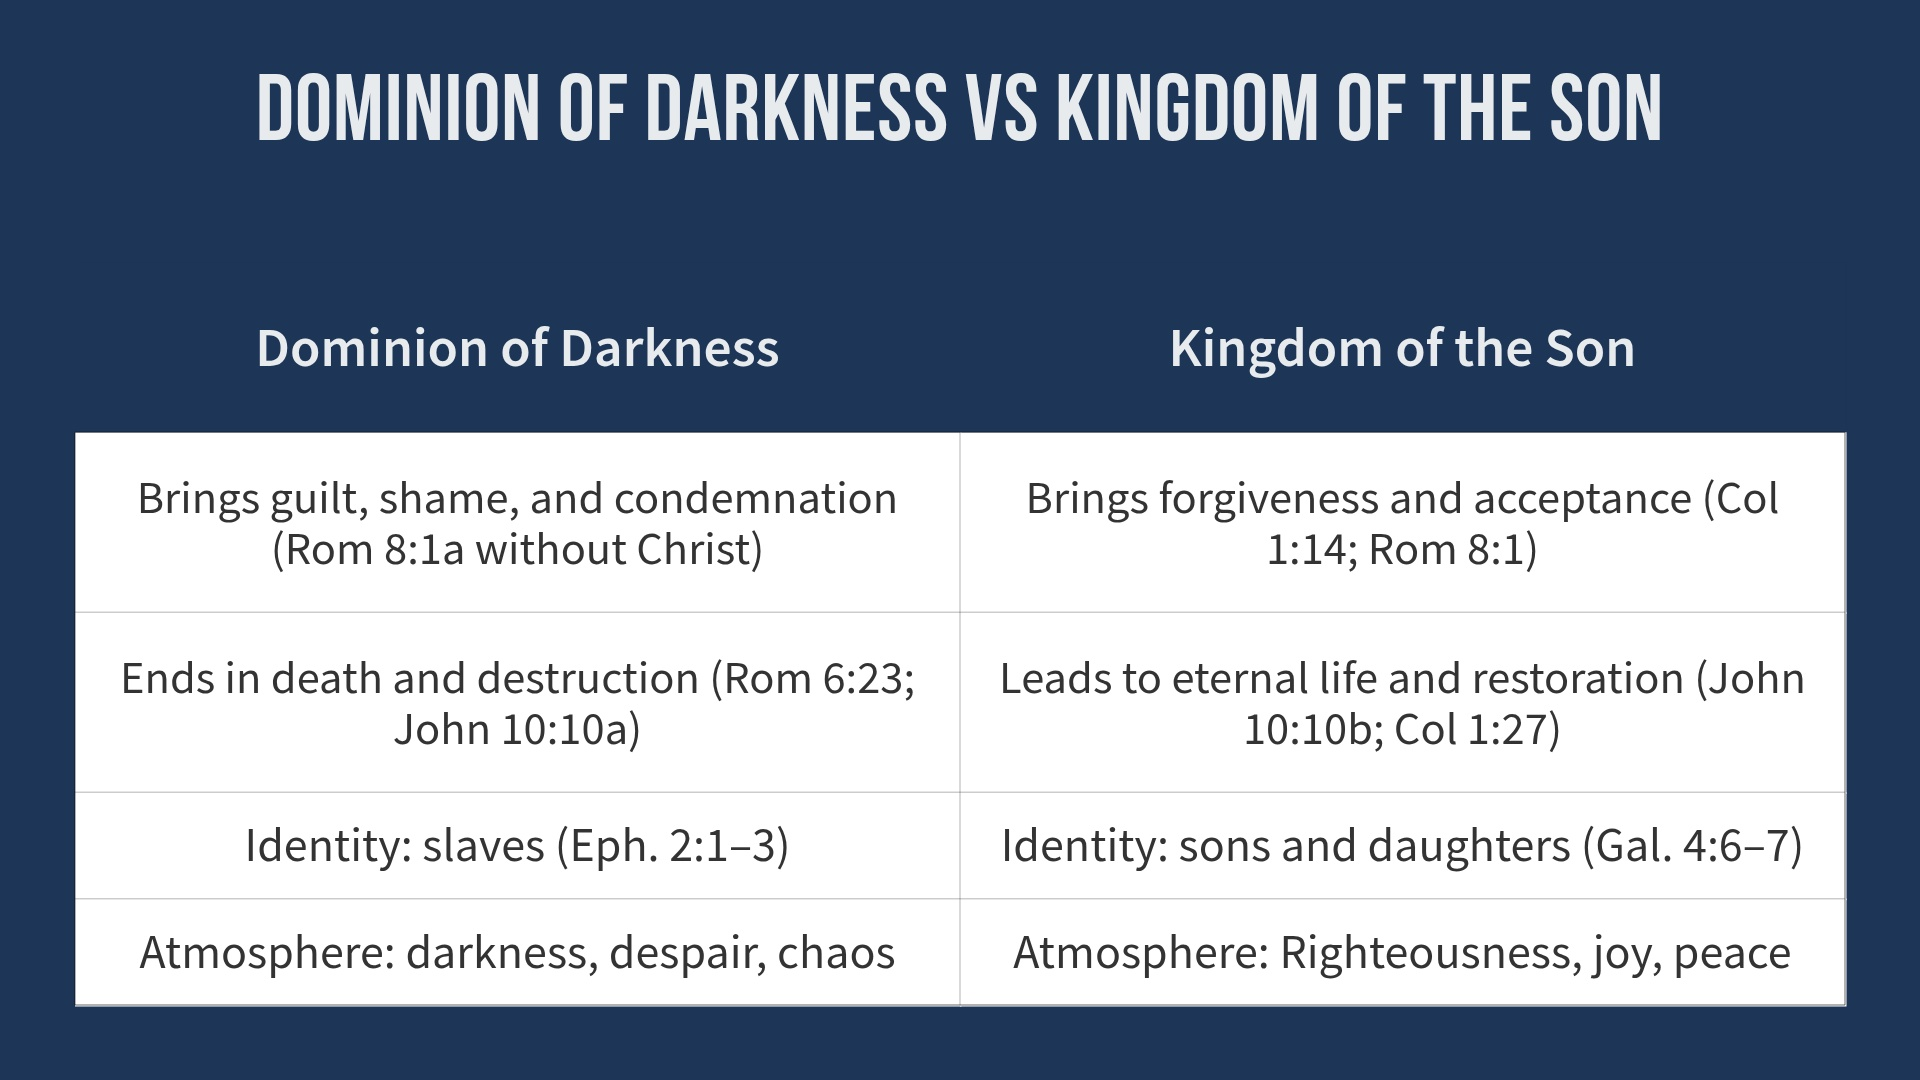 DOMINION OF DARKNESS VS KINGDOM OF THE SON
Dominion of Darkness
Kingdom of the Son
Brings guilt, shame, and condemnation
(Rom 8:1a without Christ)
Brings forgiveness and acceptance (Col
1:14; Rom 8:1)
Ends in death and destruction (Rom 6:23;
John 10:10a)
Leads to eternal life and restoration (John
10:10b; Col 1:27)
Identity: slaves (Eph. 2:1–3)
Identity: sons and daughters (Gal. 4:6–7)
Atmosphere: darkness, despair, chaos
Atmosphere: Righteousness, joy, peace